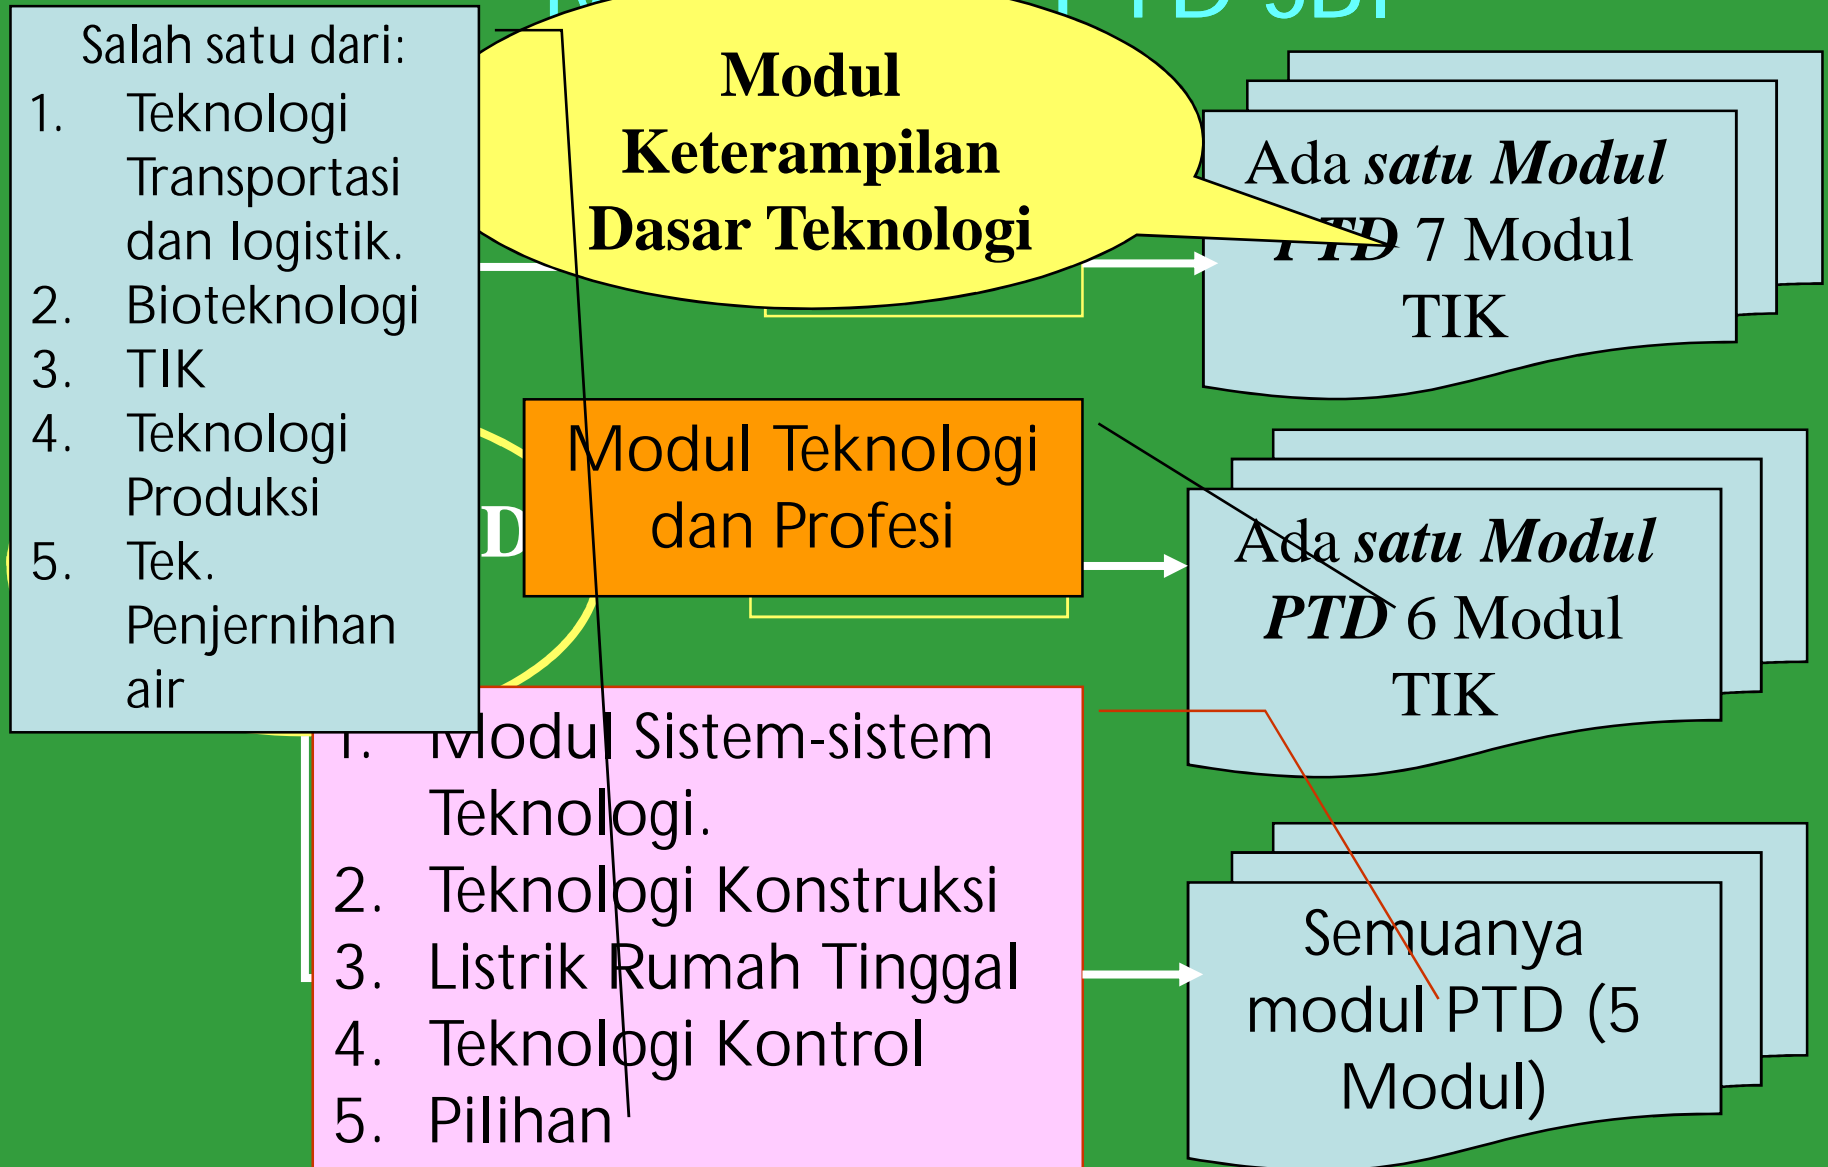 PTD SBI
Salah satu dari:
1. Teknologi
Transportasi
dan logistik.
2. Bioteknologi
3. TIK
4. Teknologi
Produksi
5. Tek.
Penjernihan
air
Modul
Keterampilan
Dasar Teknologi
Ada satu Modul
PTD 7 Modul
TIK
D
Modul Teknologi
dan Profesi
Ada satu Modul
PTD 6 Modul
TIK
1. Modul Sistem-sistem
Teknologi.
2. Teknologi Konstruksi
3. Listrik Rumah Tinggal
4. Teknologi Kontrol
5. Pilihan
Semuanya
modul PTD (5
Modul)